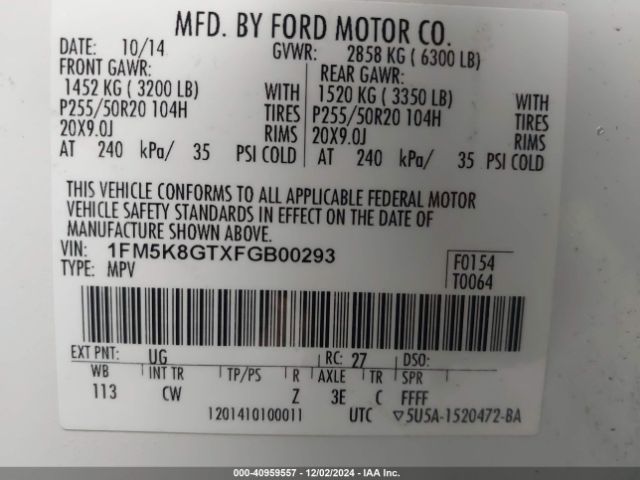 MFD. BY FORD MOTOR CO.
DATE: 10/14 GVWR: 2858 KG ( 6300 LB)
FRONT GAWR: REAR GAWR:
1452 KG ( 3200 LB) WITH 1520 KG ( 3350 LB) WITH
P255/50R20 104H TIRES P255/50R20 104H TIRES
20X9.0J RIMS 20X9.0J RIMS
AT 240 kPa/ 35 PSI COLD AT 240 kPa/ 35 PSI COLD
THIS VEHICLE CONFORMS TO ALL APPLICABLE FEDERAL MOTOR
VEHICLE SAFETY STANDARDS IN EFFECT ON THE DATE OF
MANUFACTURE SHOWN ABOVE.
VIN: 1FM5K8GTXFGB00293 F0154
TYPE: MPV T0064
EXT PNT: UG RC: 27 DSO:
WB INT TR TP/PS R AXLE TR SPR
113 CW Z 3E C FFFF
1201410100011 UTC ▽5U5A-1520472-BA
(Stock#: 40959557 - 12/02/2024 - IAA Inc.)